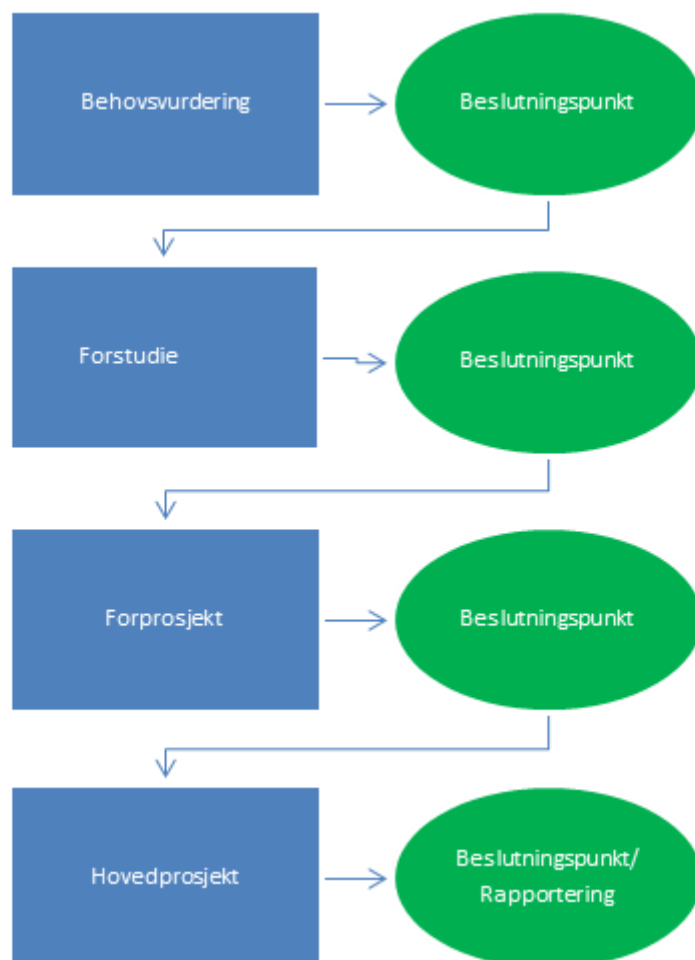 Behovsvurdering
Beslutningspunkt
Forstudie
Beslutningspunkt
Forprosjekt
Beslutningspunkt
Hovedprosjekt
Beslutningspunkt/
Rapportering